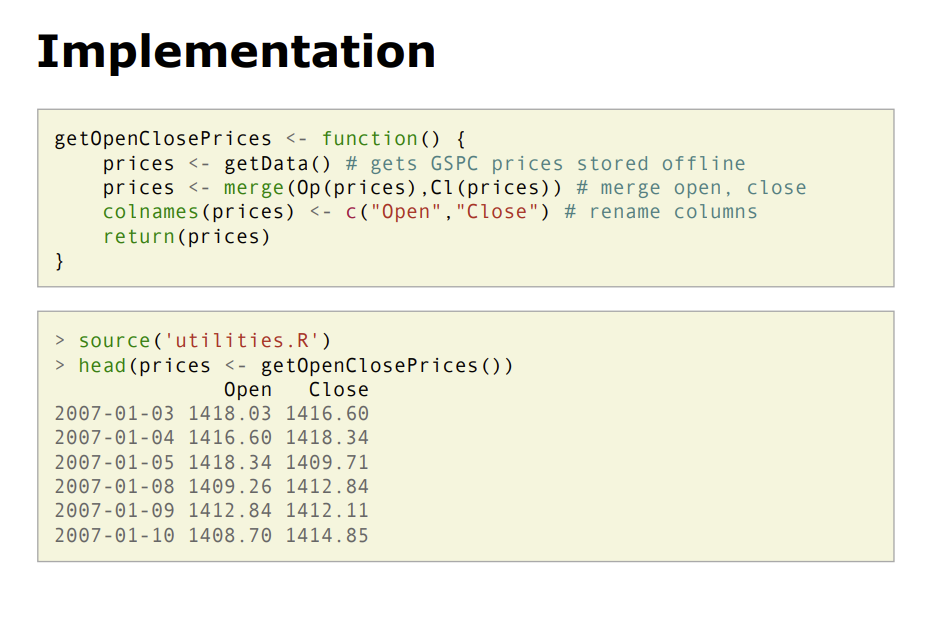 Implementation
getOpenClosePrices <- function() {
    prices <- getData() # gets GSPC prices stored offline
    prices <- merge(Op(prices),Cl(prices)) # merge open, close
    colnames(prices) <- c("Open","Close") # rename columns
    return(prices)
}
> source('utilities.R')
> head(prices <- getOpenClosePrices())
              Open   Close
2007-01-03 1418.03 1416.60
2007-01-04 1416.60 1418.34
2007-01-05 1418.34 1409.71
2007-01-08 1409.26 1412.84
2007-01-09 1412.84 1412.11
2007-01-10 1408.70 1414.85